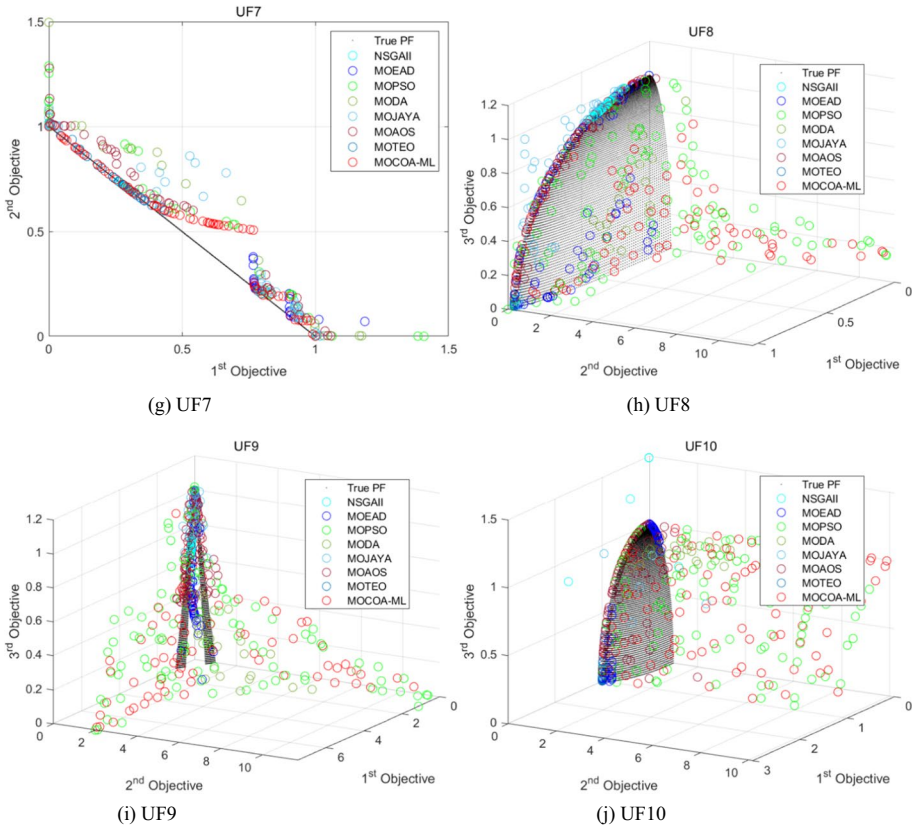 UF7
1.5
1
0.5
0
0
0.5
1
1.5
2nd Objective
1st Objective
True PF
NSGAII
MOEAD
MOPSO
MODA
MOJAYA
MOAOS
MOTEO
MOCOA-ML
(g) UF7
UF8
1.2
1
0.8
0.6
0.4
0.2
0
0
2
4
6
8
10
1
0.5
0
3rd Objective
2nd Objective
1st Objective
True PF
NSGAII
MOEAD
MOPSO
MODA
MOJAYA
MOAOS
MOTEO
MOCOA-ML
(h) UF8
UF9
1.2
1
0.8
0.6
0.4
0.2
0
0
2
4
6
8
10
6
4
2
0
3rd Objective
2nd Objective
1st Objective
True PF
NSGAII
MOEAD
MOPSO
MODA
MOJAYA
MOAOS
MOTEO
MOCOA-ML
(i) UF9
UF10
1.5
1
0.5
0
0
2
4
6
8
10
3
2
1
0
3rd Objective
2nd Objective
1st Objective
True PF
NSGAII
MOEAD
MOPSO
MODA
MOJAYA
MOAOS
MOTEO
MOCOA-ML
(j) UF10